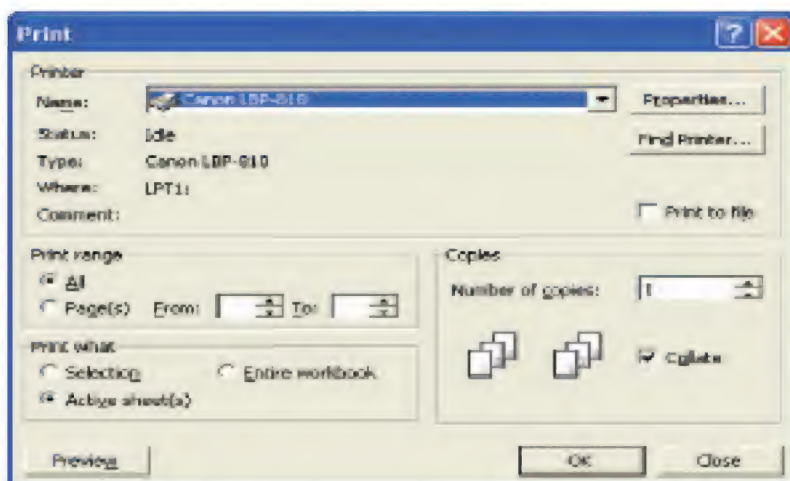 Print
Printer
Name: Canon LBP-810 Properties...
Status: Idle Find Printer...
Type: Canon LBP-810
Where: LPT1:
Comment: Print to file
Print range
All
Page(s) From: To:
Print what
Selection Entire workbook
Active sheet(s)
Copies
Number of copies: 1
Collate
Preview OK Close